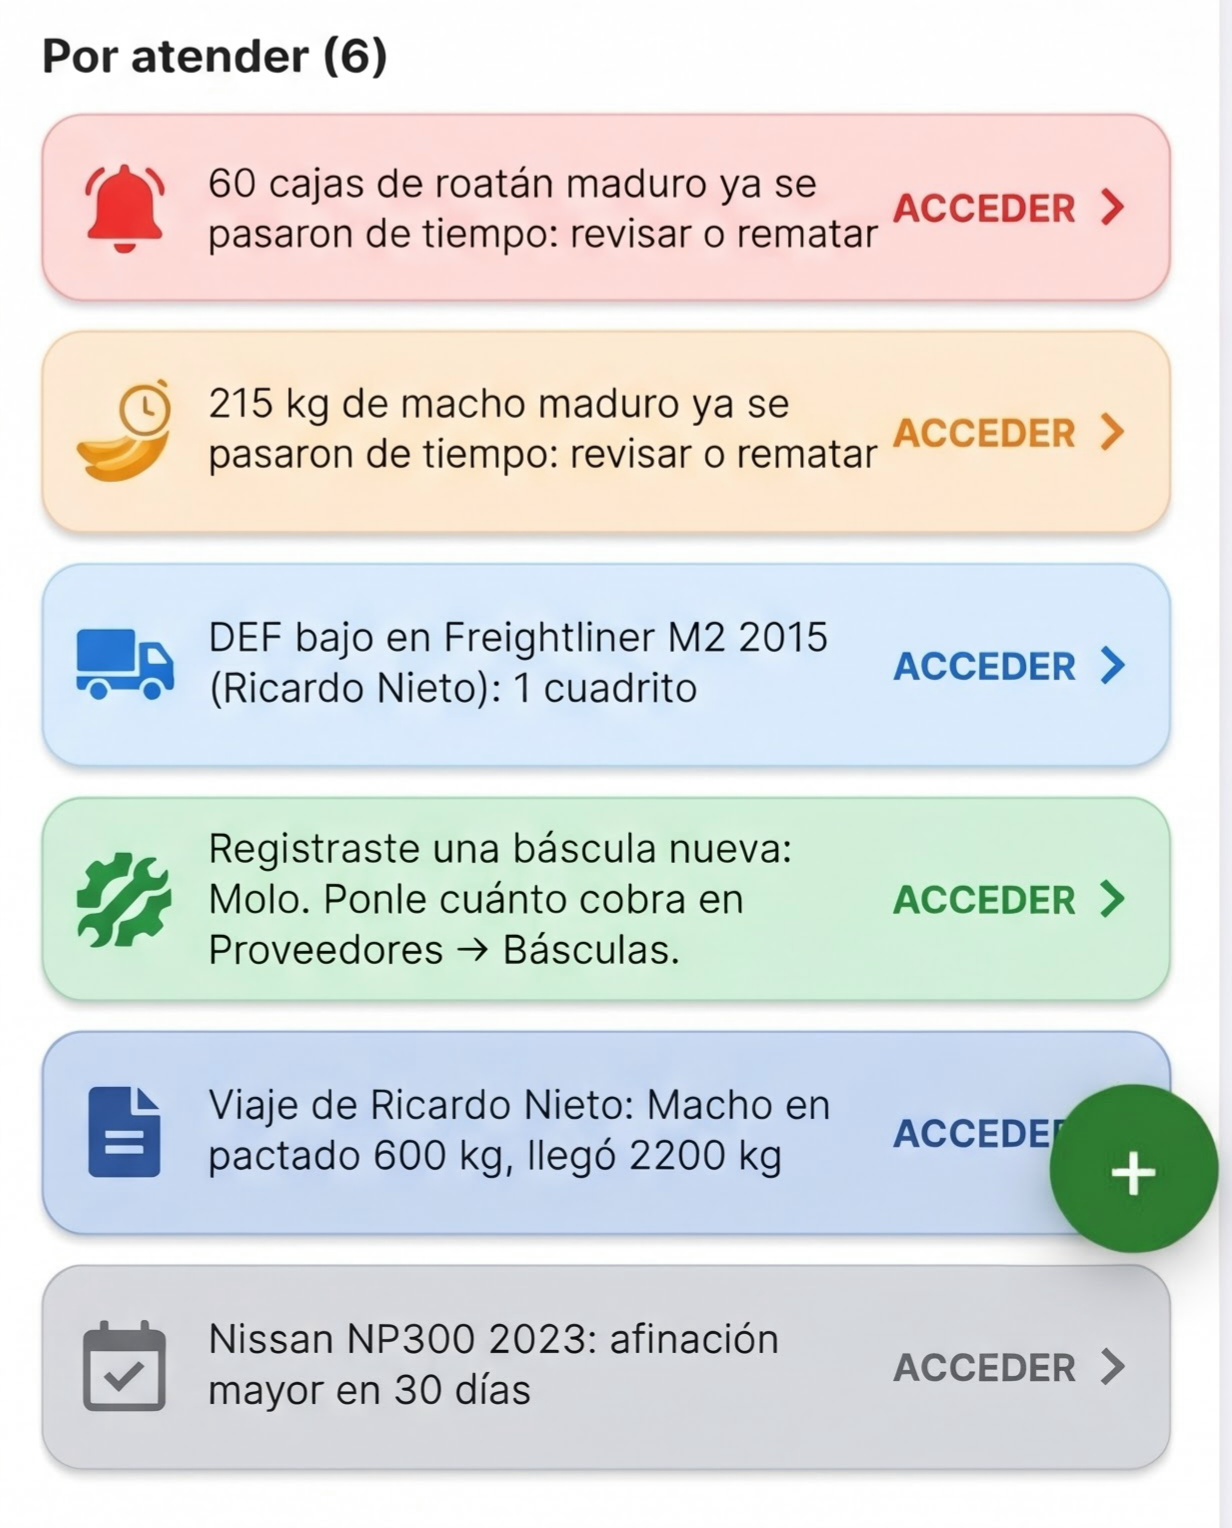 Por atender (6)
60 cajas de roatán maduro ya se
pasaron de tiempo: revisar o rematar
ACCEDER
215 kg de macho maduro ya se
pasaron de tiempo: revisar o rematar
ACCEDER
DEF bajo en Freightliner M2 2015
(Ricardo Nieto): 1 cuadrito
ACCEDER
Registraste una báscula nueva:
Molo. Ponle cuánto cobra en
Proveedores → Básculas.
ACCEDER
Viaje de Ricardo Nieto: Macho en
pactado 600 kg, llegó 2200 kg
ACCEDER
+
Nissan NP300 2023: afinación
mayor en 30 días
ACCEDER